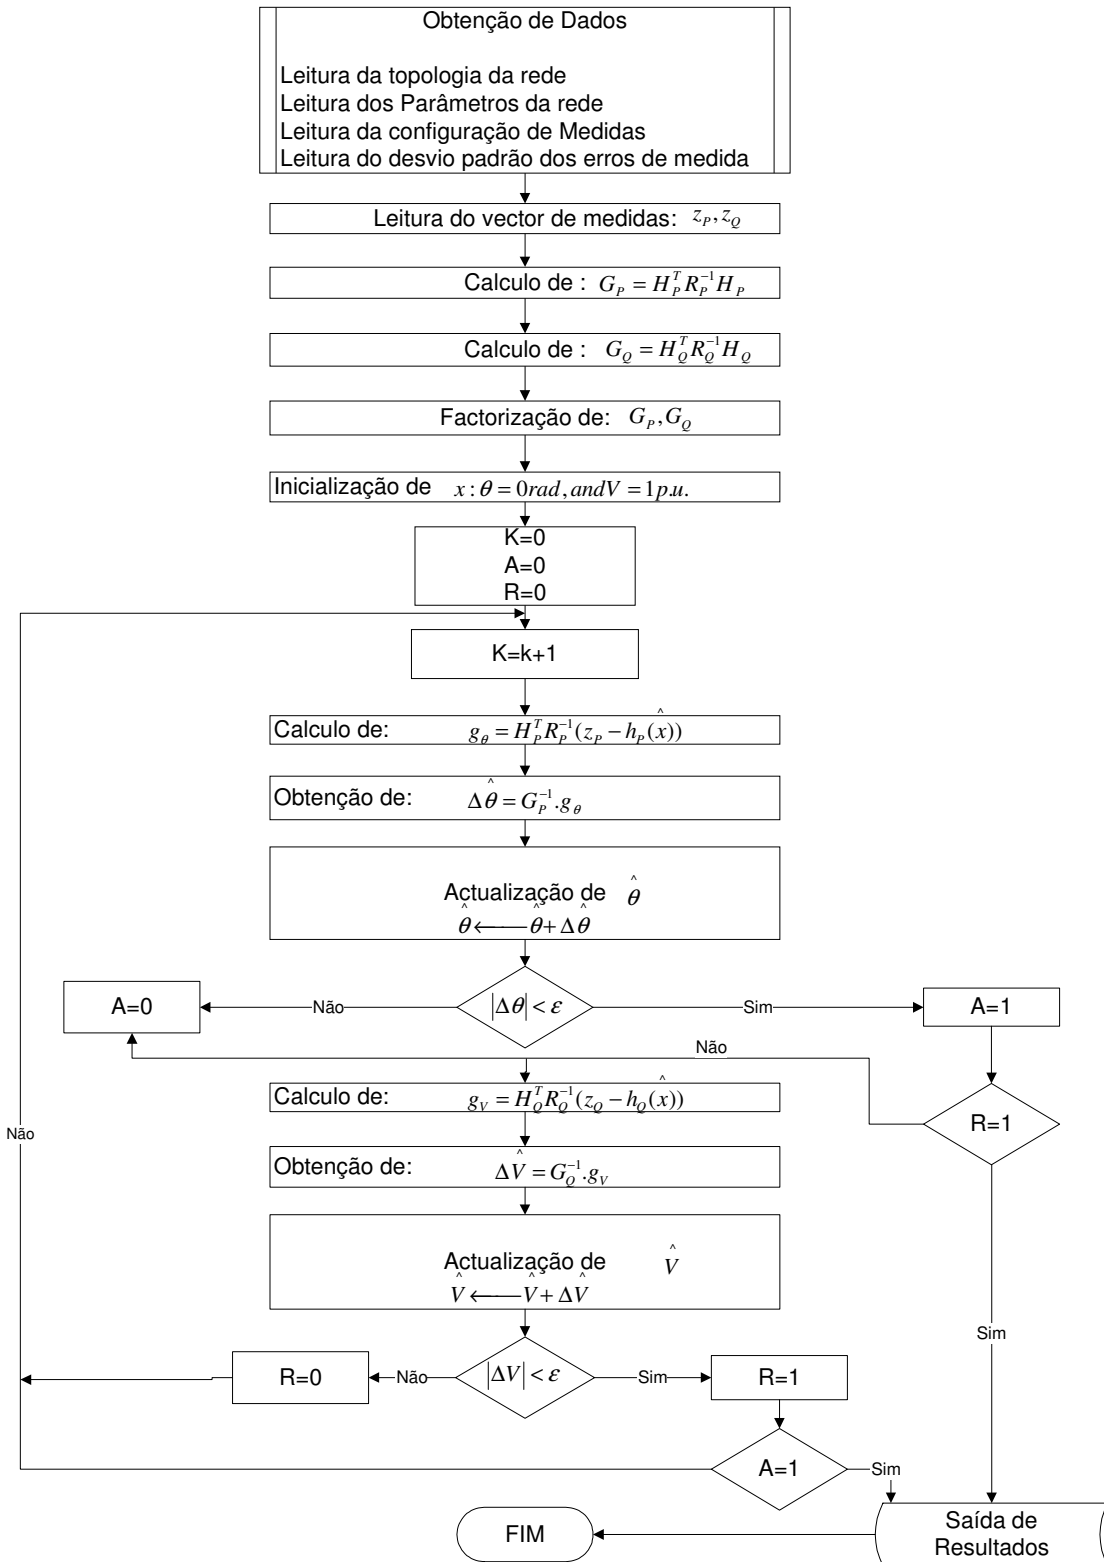 Obtenção de Dados
Leitura da topologia da rede
Leitura dos Parâmetros da rede
Leitura da configuração de Medidas
Leitura do desvio padrão dos erros de medida
Leitura do vector de medidas: z_P, z_Q
Calculo de : G_P = H_P^T R_P^{-1} H_P
Calculo de : G_Q = H_Q^T R_Q^{-1} H_Q
Factorização de: G_P, G_Q
Inicialização de x : θ = 0rad, andV = 1p.u.
K=0
A=0
R=0
K=k+1
Calculo de: g_θ = H_P^T R_P^{-1} (z_P − h_P(x̂))
Obtenção de: Δθ̂ = G_P^{-1}.g_θ
Actualização de θ̂
θ̂ ⟵ θ̂ + Δθ̂
A=0
Não
|Δθ| < ε
Sim
A=1
Não
Calculo de: g_V = H_Q^T R_Q^{-1} (z_Q − h_Q(x̂))
R=1
Não
Obtenção de: ΔV̂ = G_Q^{-1}.g_V
Actualização de V̂
V̂ ⟵ V̂ + ΔV̂
Sim
R=0
Não
|ΔV| < ε
Sim
R=1
A=1
Sim
FIM
Saída de
Resultados